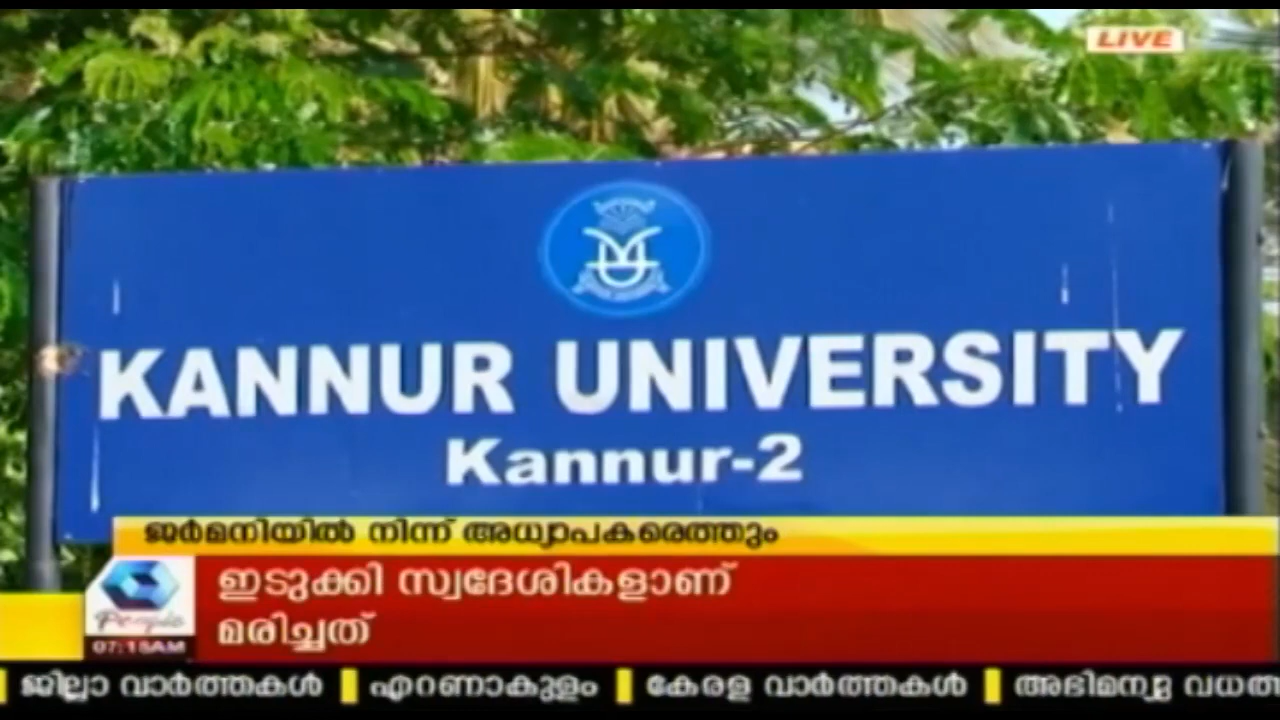 LIVE
KANNUR UNIVERSITY
Kannur-2
ജർമനിയിൽ നിന്ന് അധ്യാപകരെത്തും
ഇടുക്കി സ്വദേശികളാണ്
മരിച്ചത്
People
07:15AM
ജില്ലാ വാർത്തകൾ എറണാകുളം കേരള വാർത്തകൾ അഭിമന്യു